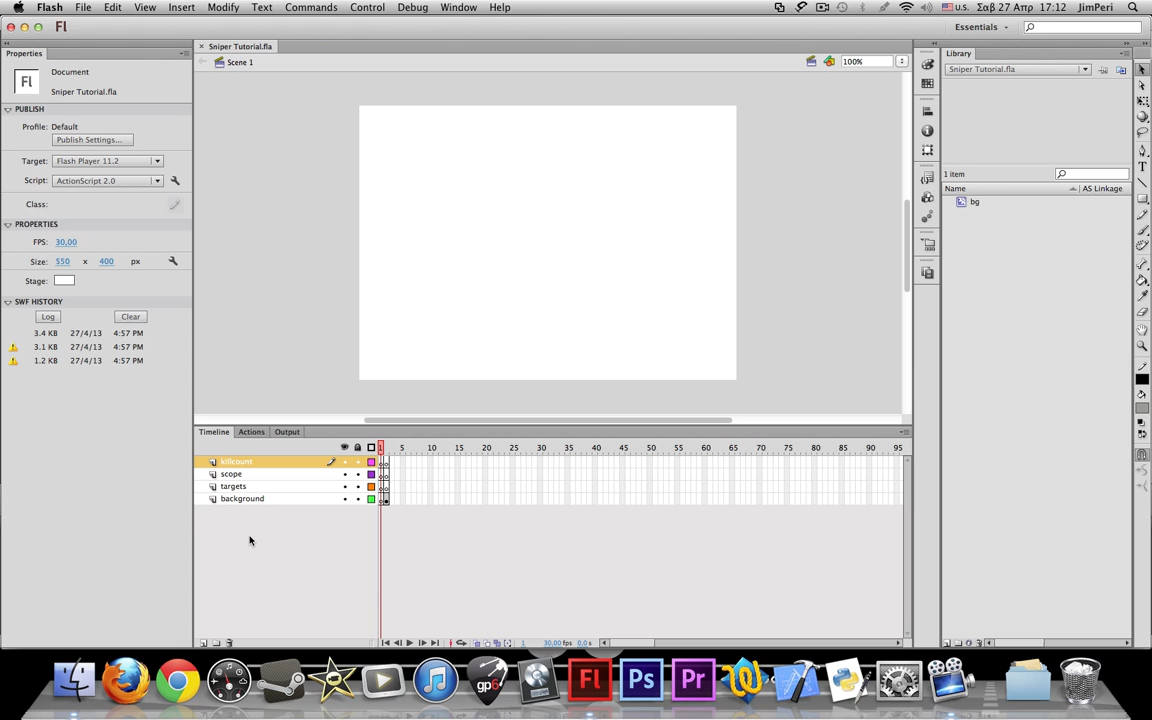 Flash File Edit View Insert Modify Text Commands Control Debug Window Help U.S. Σαβ 27 Απρ 17:12 JimPeri
Fl Essentials
Properties × Sniper Tutorial.fla Library
Scene 1 100%
Sniper Tutorial.fla
Fl Document
Sniper Tutorial.fla
PUBLISH
Profile: Default
Publish Settings...
Target: Flash Player 11.2
Script: ActionScript 2.0
Class:
1 item
Name AS Linkage
bg
PROPERTIES
FPS: 30,00
Size: 550 x 400 px
Stage:
SWF HISTORY
Log Clear
3.4 KB 27/4/13 4:57 PM
3.1 KB 27/4/13 4:57 PM
1.2 KB 27/4/13 4:57 PM
Timeline Actions Output
1 5 10 15 20 25 30 35 40 45 50 55 60 65 70 75 80 85 90 95
killcount
scope
targets
background
1 30,00 fps 0,0 s
gp6 Fl Ps Pr